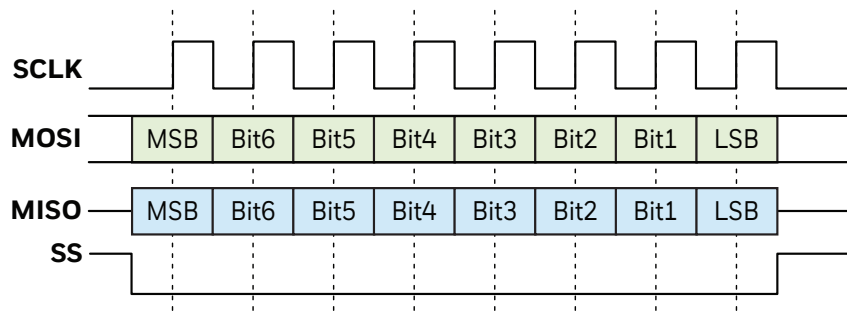 SCLK
MOSI MSB Bit6 Bit5 Bit4 Bit3 Bit2 Bit1 LSB
MISO MSB Bit6 Bit5 Bit4 Bit3 Bit2 Bit1 LSB
SS